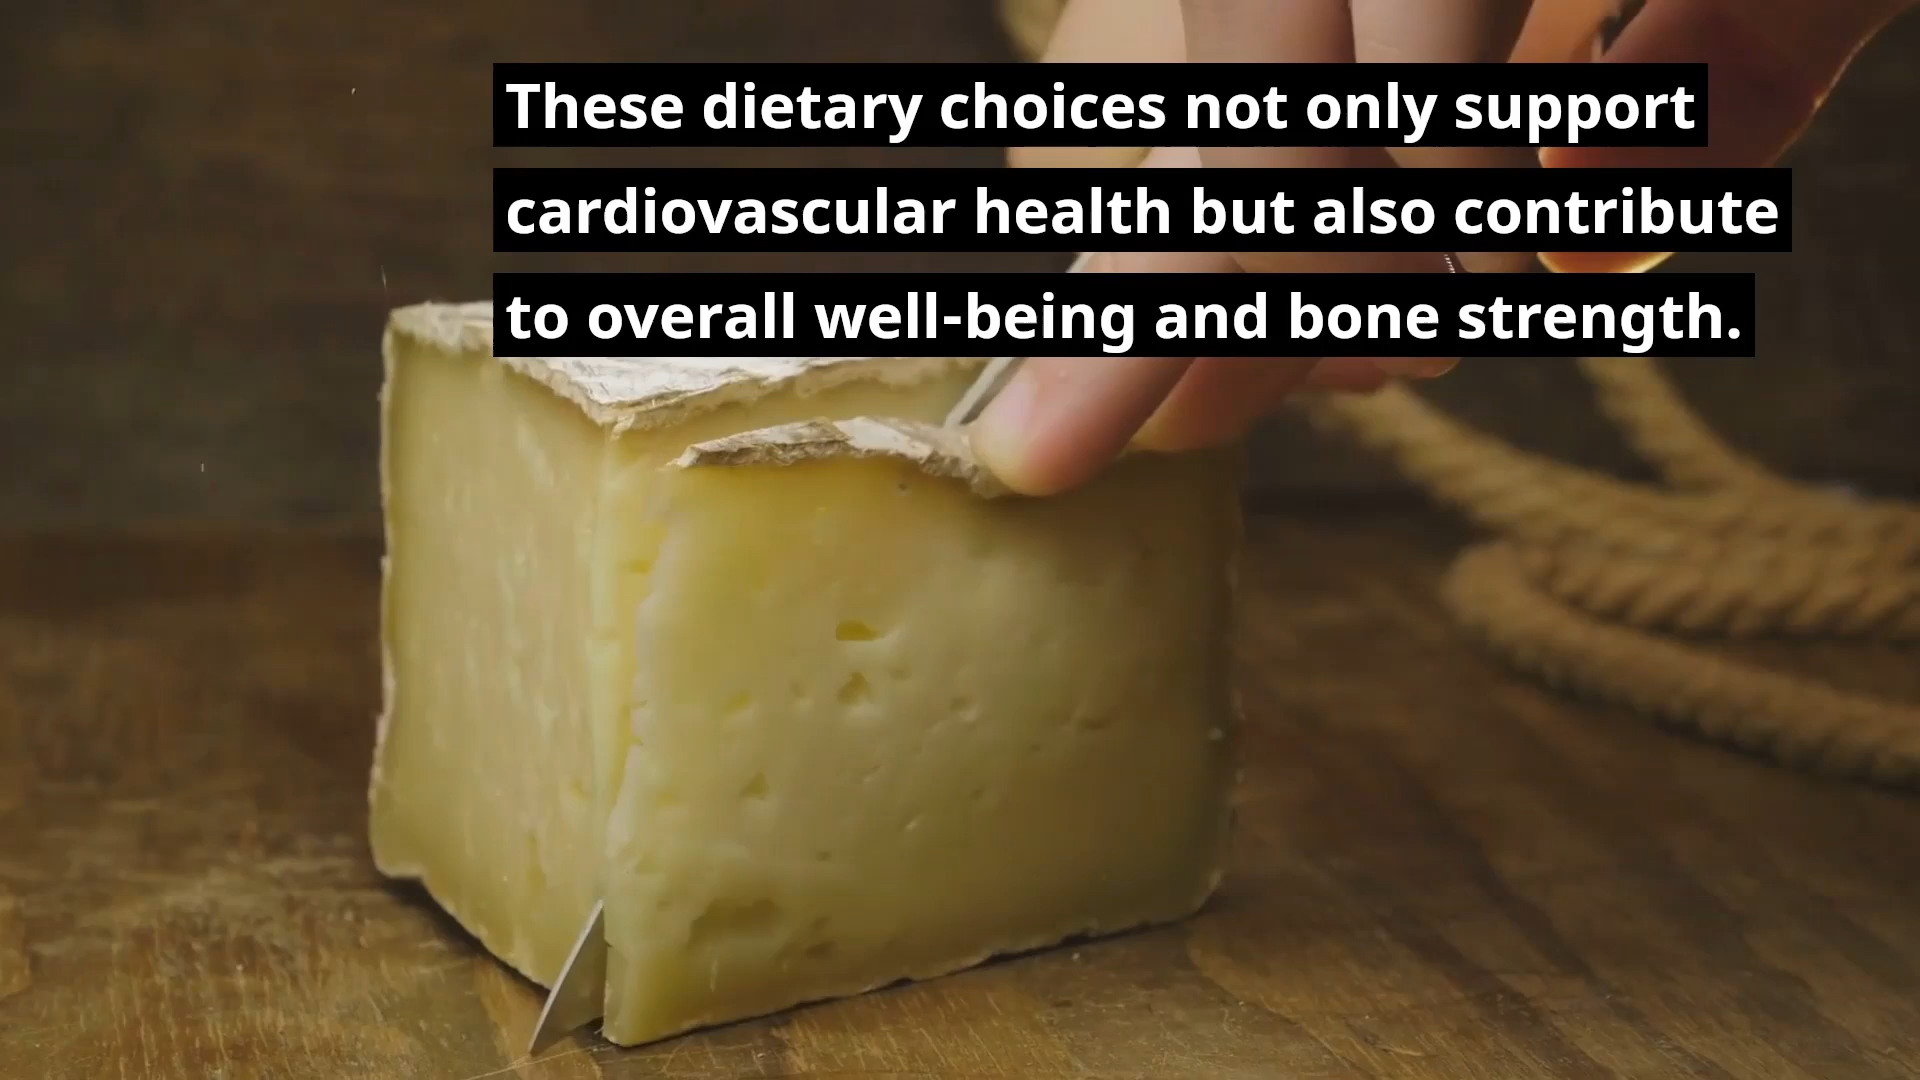 These dietary choices not only support
cardiovascular health but also contribute
to overall well-being and bone strength.